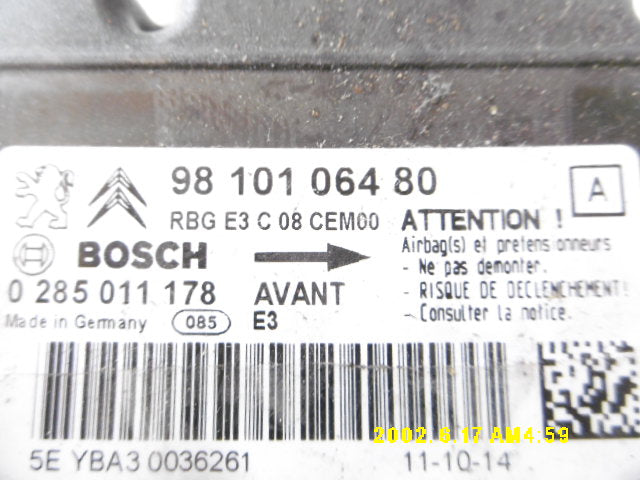 98 101 064 80
A
RBG E3 C 08 CEM00
ATTENTION !
BOSCH
Airbag(s) et pretensionneurs
- Ne pas demonter.
0 285 011 178 AVANT
- RISQUE DE DECLENCHEMENT!
Made in Germany 085 E3
- Consulter la notice.
2002. 6.17 AM4:59
5E YBA3 0036261 11-10-14